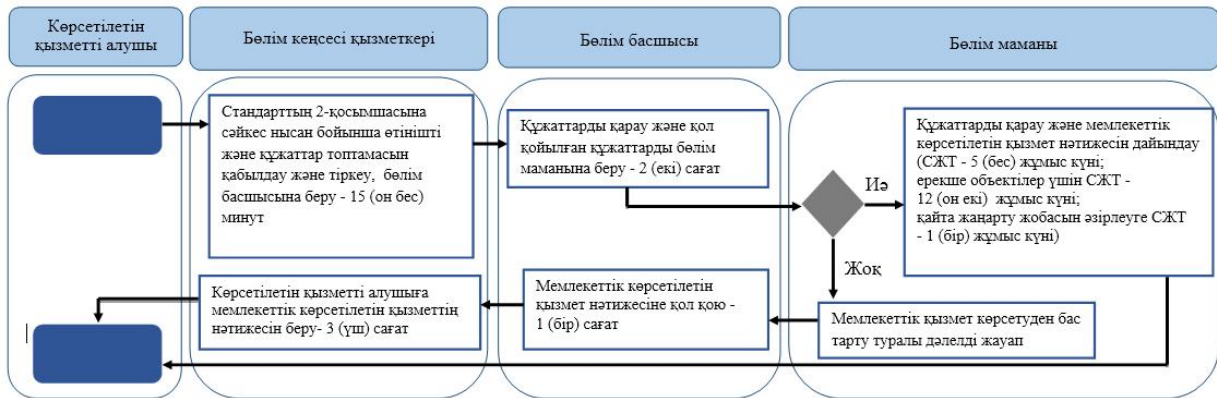 Көрсетілетін
қызметті алушы
Бөлім кеңсесі қызметкері
Бөлім басшысы
Бөлім маманы
Стандарттың 2-қосымшасына
сәйкес нысан бойынша өтінішті
және құжаттар топтамасын
қабылдау және тіркеу, бөлім
басшысына беру - 15 (он бес)
минут
Құжаттарды қарау және қол
қойылған құжаттарды бөлім
маманына беру - 2 (екі) сағат
Иә
Құжаттарды қарау және мемлекеттік
көрсетілетін қызмет нәтижесін дайындау
(СЖТ - 5 (бес) жұмыс күні;
ерекше объектілер үшін СЖТ -
12 (он екі) жұмыс күні;
қайта жаңарту жобасын әзірлеуге СЖТ
- 1 (бір) жұмыс күні)
Жоқ
Көрсетілетін қызметті алушыға
мемлекеттік көрсетілетін қызметтің
нәтижесін беру- 3 (үш) сағат
Мемлекеттік көрсетілетін
қызмет нәтижесіне қол қою -
1 (бір) сағат
Мемлекеттік қызмет көрсетуден бас
тарту туралы дәлелді жауап